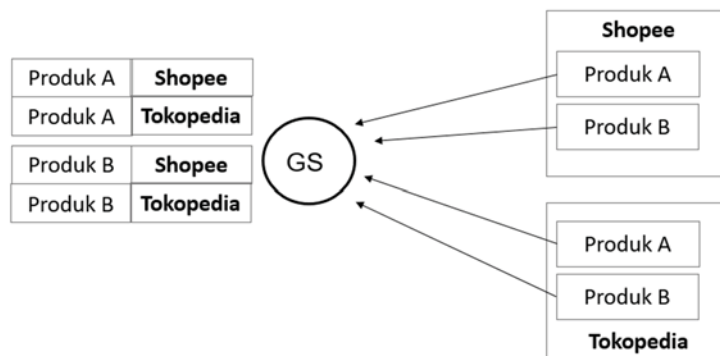 Produk A Shopee
Produk A Tokopedia
Produk B Shopee
Produk B Tokopedia
GS
Shopee
Produk A
Produk B
Produk A
Produk B
Tokopedia